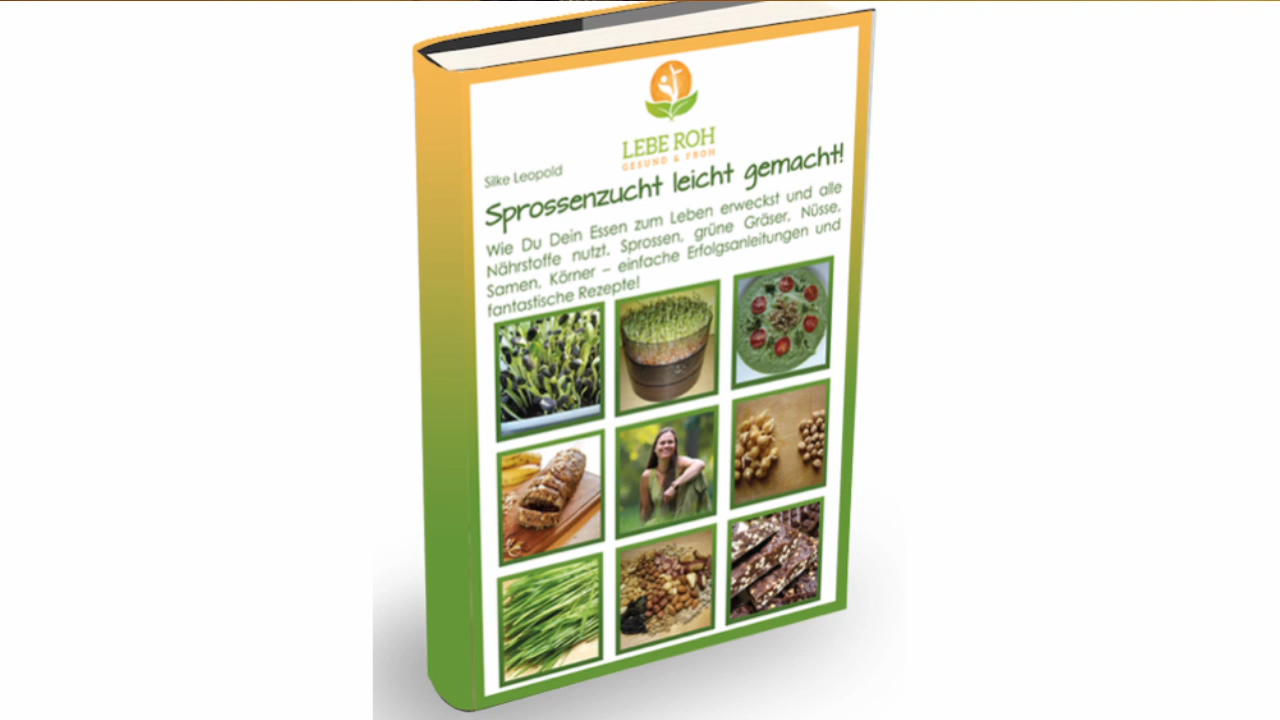 LEBE ROH
GESUND & FROH
Silke Leopold
Sprossenzucht leicht gemacht!
Wie Du Dein Essen zum Leben erweckst und alle
Nährstoffe nutzt. Sprossen, grüne Gräser, Nüsse,
Samen, Körner – einfache Erfolgsanleitungen und
fantastische Rezepte!